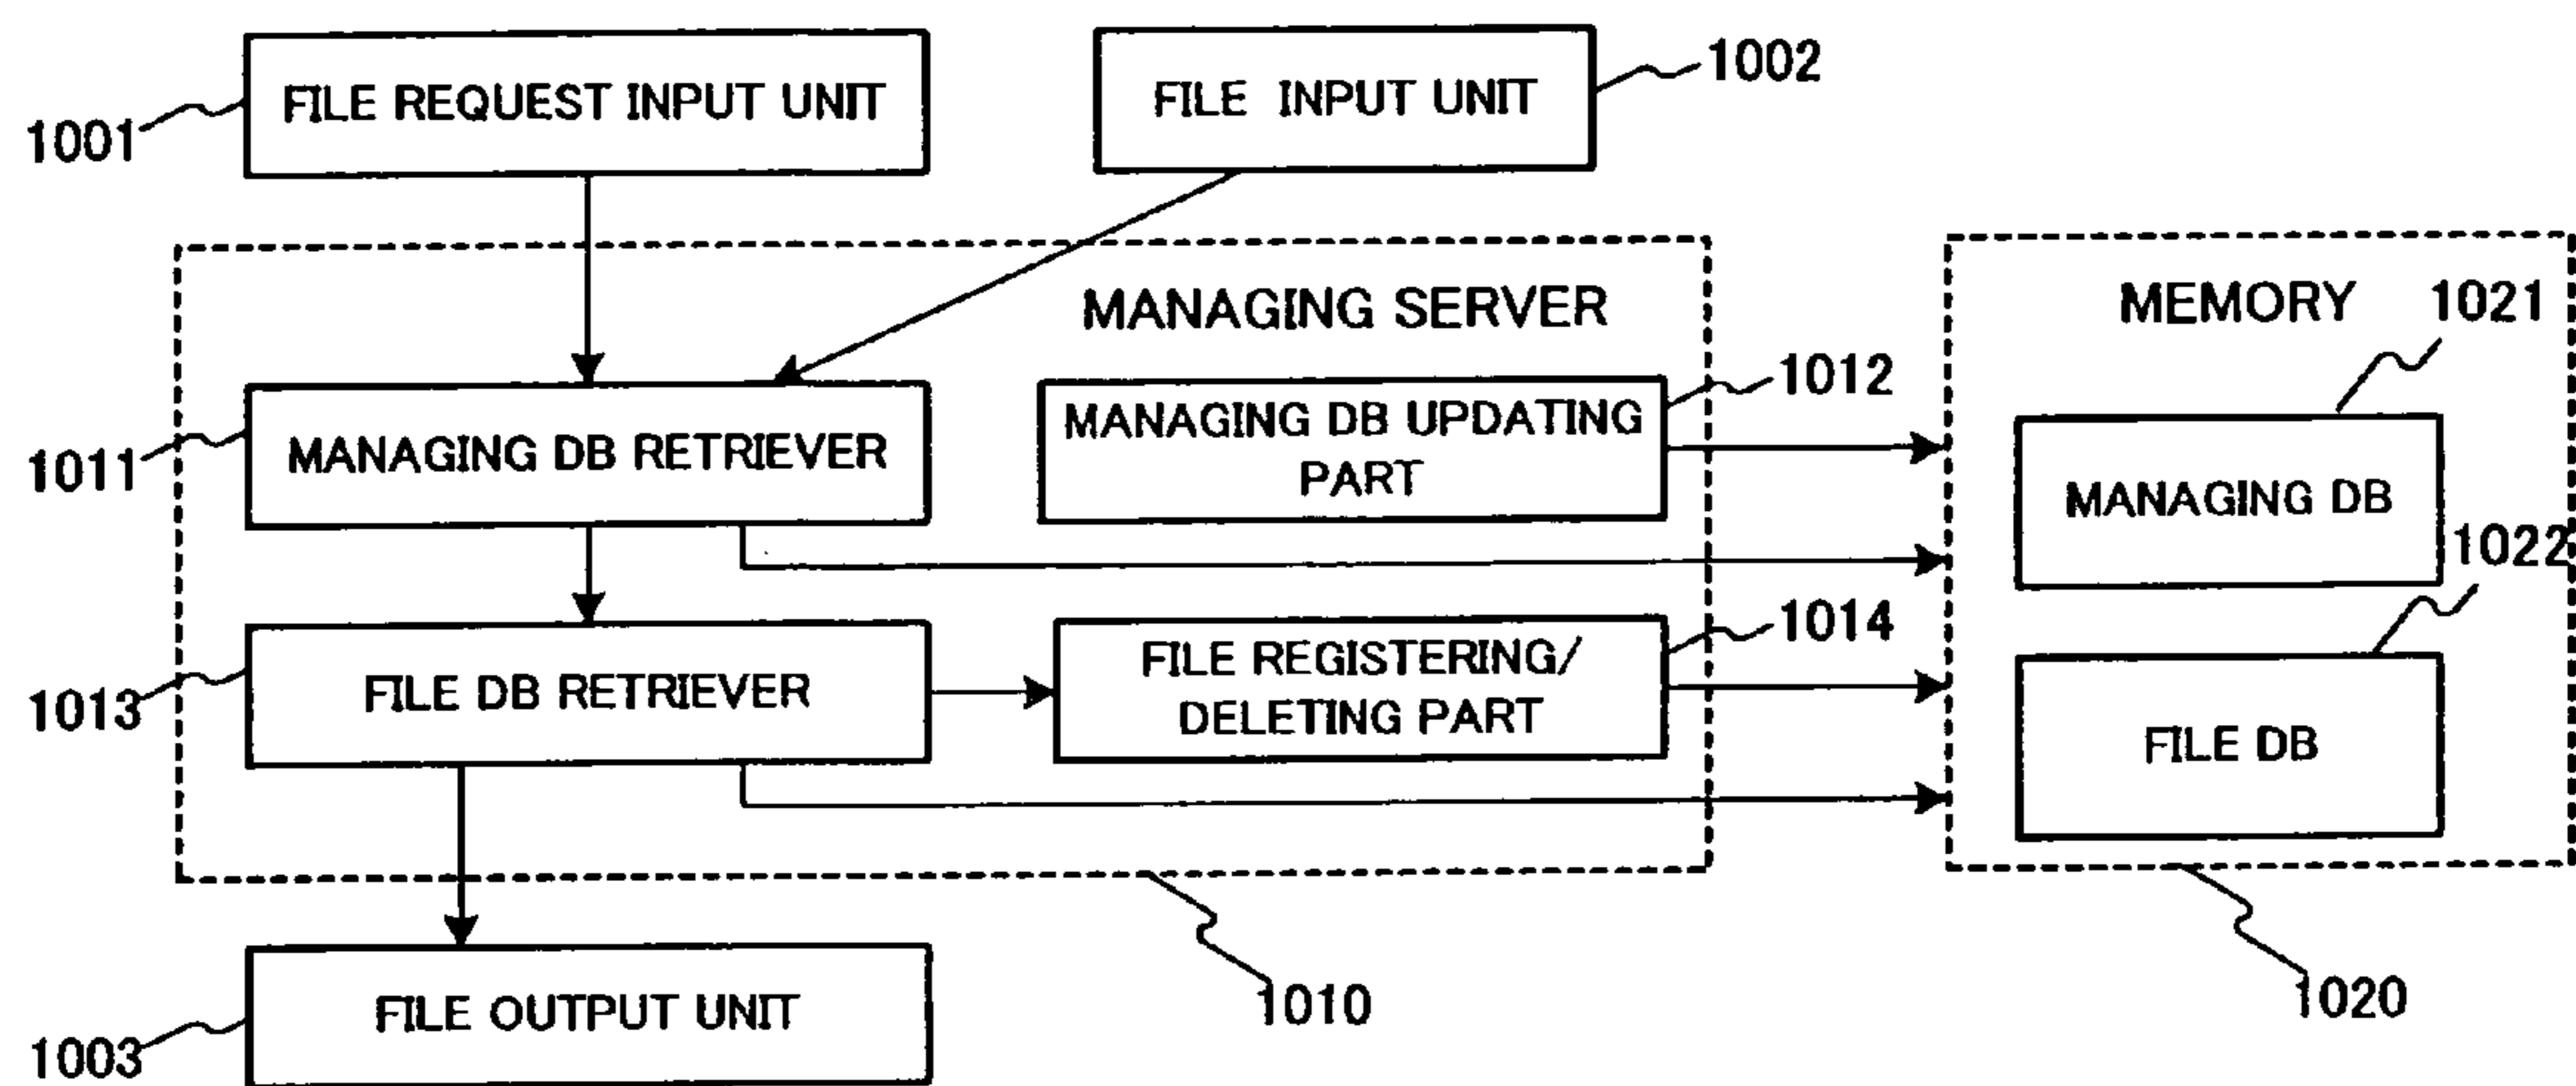 FILE REQUEST INPUT UNIT
1001
FILE INPUT UNIT
1002
MANAGING SERVER
MEMORY
1021
MANAGING DB RETRIEVER
1011
MANAGING DB UPDATING
PART
1012
MANAGING DB
1022
FILE DB RETRIEVER
1013
FILE REGISTERING/
DELETING PART
1014
FILE DB
FILE OUTPUT UNIT
1003
1010
1020